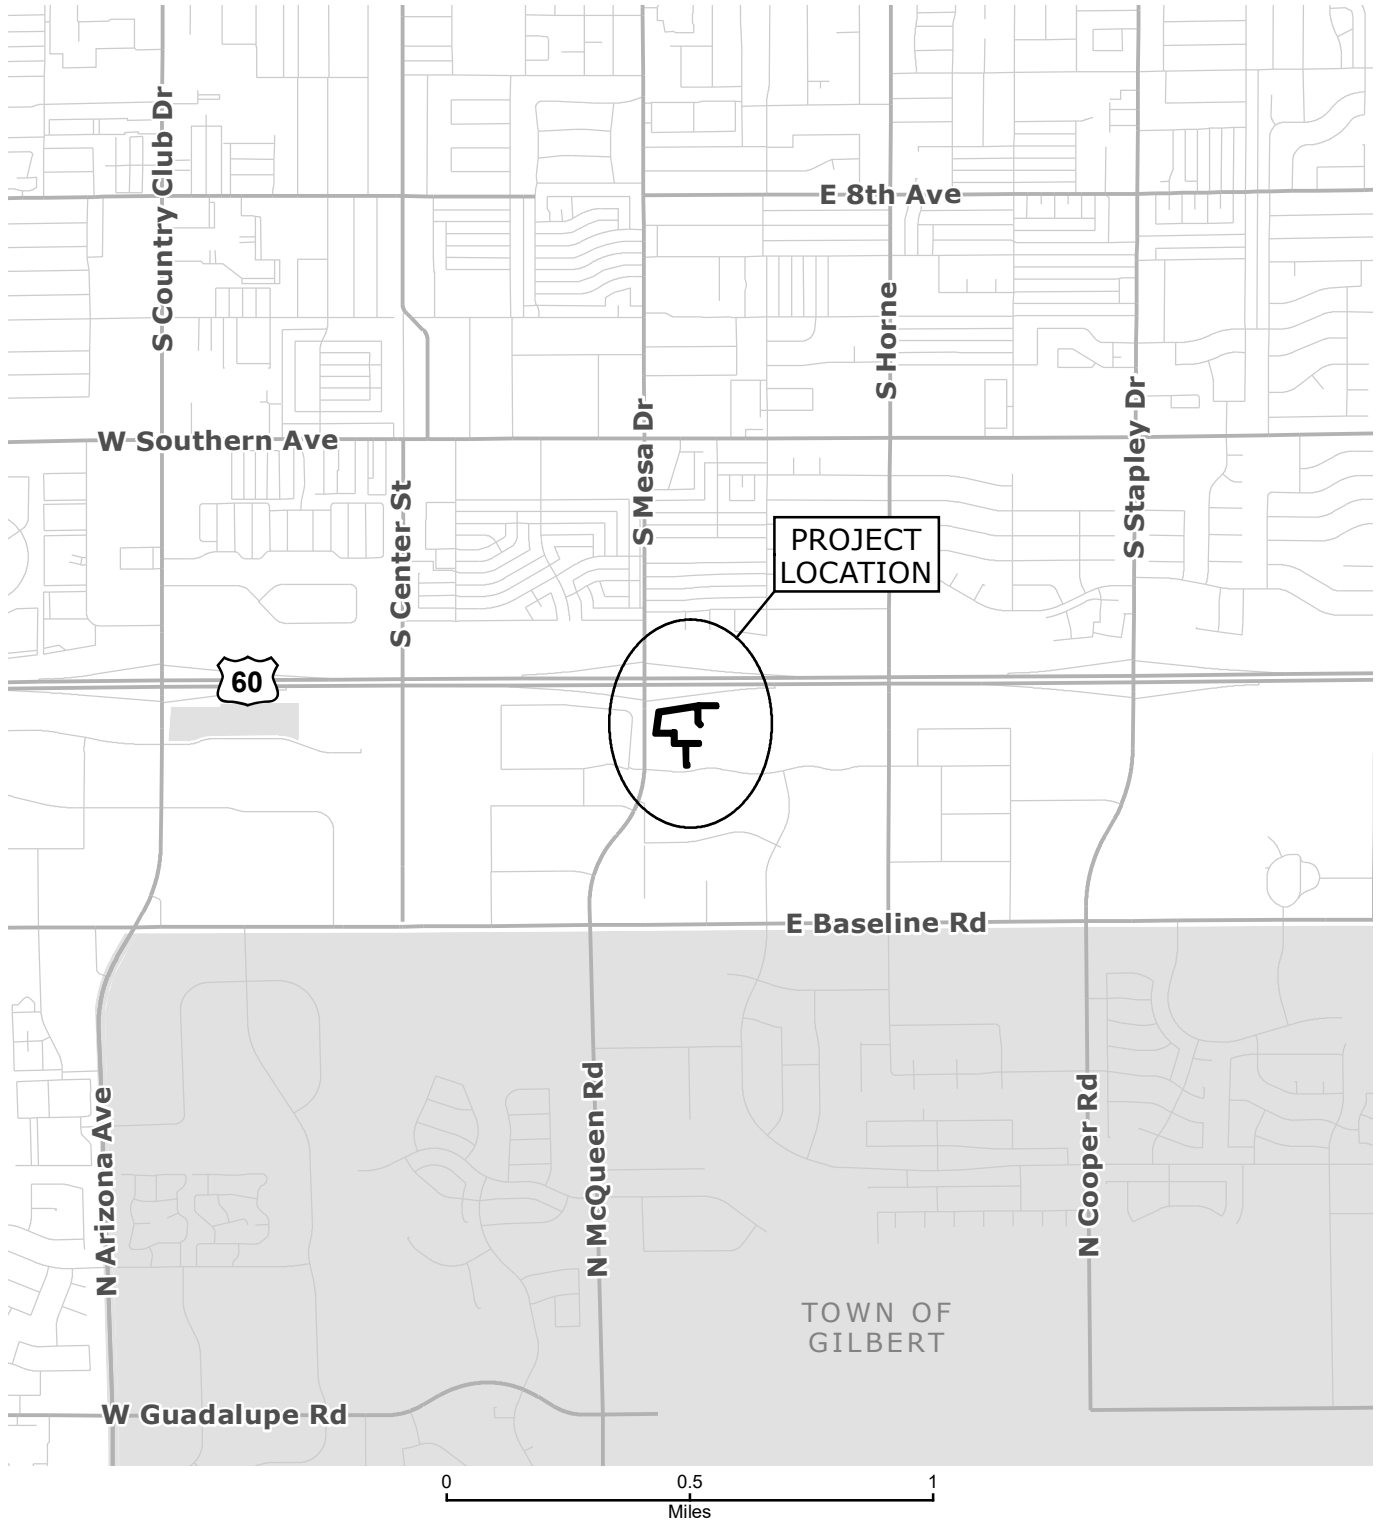 S Country Club Dr
E 8th Ave
S Horne
S Mesa Dr
S Stapley Dr
W Southern Ave
S Center St
PROJECT
LOCATION
60
E Baseline Rd
N Arizona Ave
N McQueen Rd
N Cooper Rd
TOWN OF
GILBERT
W Guadalupe Rd
0 0.5 1
Miles